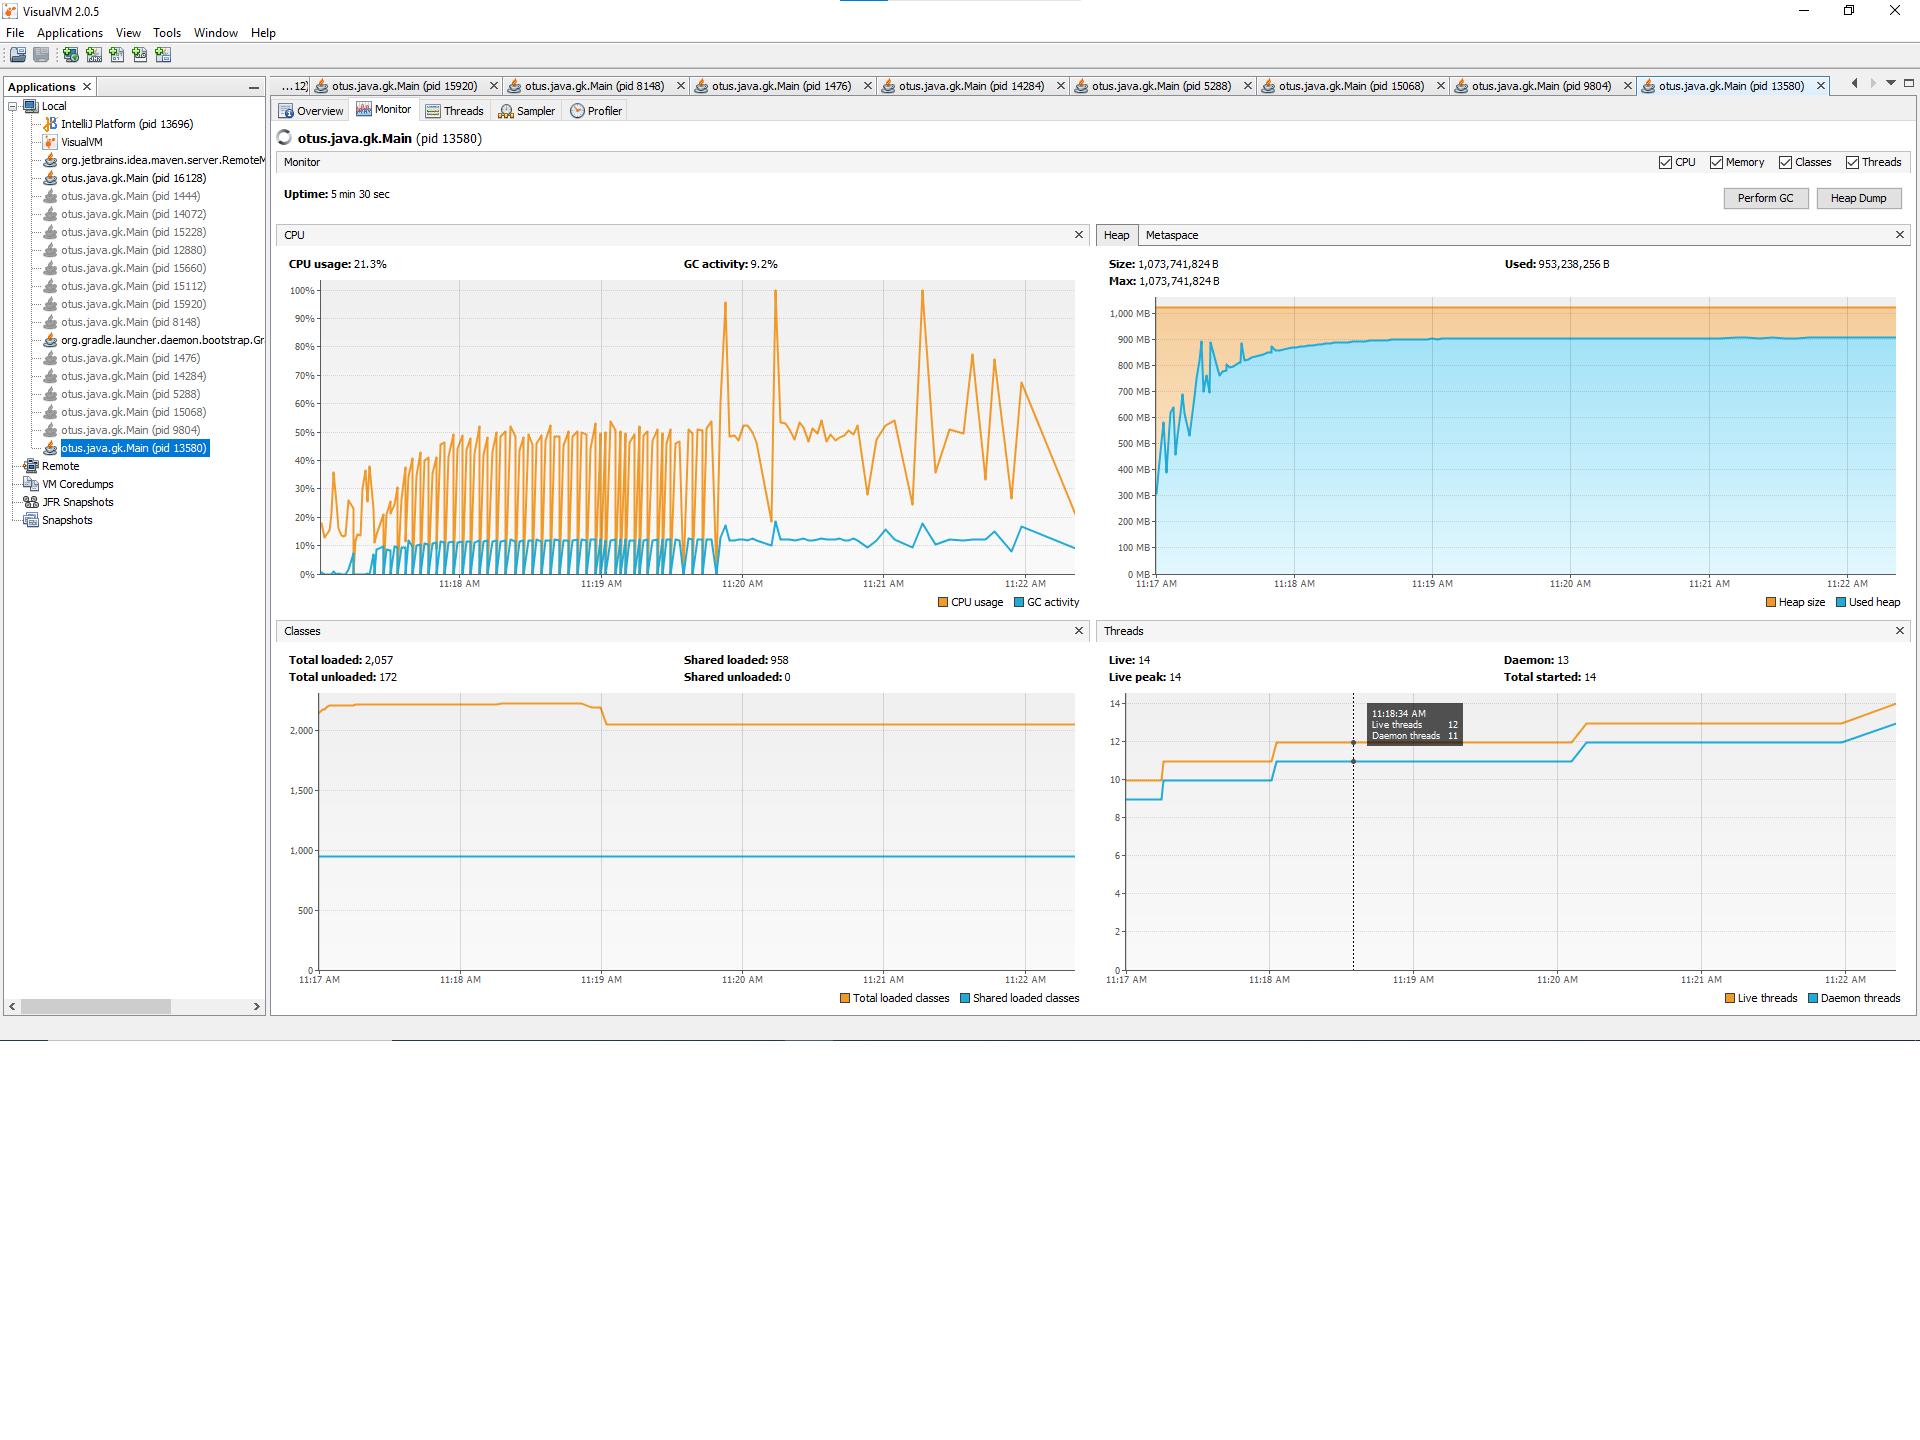 VisualVM 2.0.5
File Applications View Tools Window Help
Applications
Local
IntelliJ Platform (pid 13696)
VisualVM
org.jetbrains.idea.maven.server.RemoteM
otus.java.gk.Main (pid 16128)
otus.java.gk.Main (pid 1444)
otus.java.gk.Main (pid 14072)
otus.java.gk.Main (pid 15228)
otus.java.gk.Main (pid 12880)
otus.java.gk.Main (pid 15660)
otus.java.gk.Main (pid 15112)
otus.java.gk.Main (pid 15920)
otus.java.gk.Main (pid 8148)
org.gradle.launcher.daemon.bootstrap.Gr
otus.java.gk.Main (pid 1476)
otus.java.gk.Main (pid 14284)
otus.java.gk.Main (pid 5288)
otus.java.gk.Main (pid 15068)
otus.java.gk.Main (pid 9804)
otus.java.gk.Main (pid 13580)
Remote
VM Coredumps
JFR Snapshots
Snapshots
...12) otus.java.gk.Main (pid 15920) otus.java.gk.Main (pid 8148) otus.java.gk.Main (pid 1476) otus.java.gk.Main (pid 14284) otus.java.gk.Main (pid 5288) otus.java.gk.Main (pid 15068) otus.java.gk.Main (pid 9804) otus.java.gk.Main (pid 13580)
Overview Monitor Threads Sampler Profiler
otus.java.gk.Main (pid 13580)
Monitor CPU Memory Classes Threads
Uptime: 5 min 30 sec
Perform GC Heap Dump
CPU
CPU usage: 21.3% GC activity: 9.2%
100%
90%
80%
70%
60%
50%
40%
30%
20%
10%
0%
11:18 AM 11:19 AM 11:20 AM 11:21 AM 11:22 AM
CPU usage GC activity
Heap Metaspace
Size: 1,073,741,824 B Used: 953,238,256 B
Max: 1,073,741,824 B
1,000 MB
900 MB
800 MB
700 MB
600 MB
500 MB
400 MB
300 MB
200 MB
100 MB
0 MB
11:17 AM 11:18 AM 11:19 AM 11:20 AM 11:21 AM 11:22 AM
Heap size Used heap
Classes
Total loaded: 2,057 Shared loaded: 958
Total unloaded: 172 Shared unloaded: 0
2,000
1,500
1,000
500
0
11:17 AM 11:18 AM 11:19 AM 11:20 AM 11:21 AM 11:22 AM
Total loaded classes Shared loaded classes
Threads
Live: 14 Daemon: 13
Live peak: 14 Total started: 14
14
12
10
8
6
4
2
0
11:18:34 AM
Live threads 12
Daemon threads 11
11:17 AM 11:18 AM 11:19 AM 11:20 AM 11:21 AM 11:22 AM
Live threads Daemon threads